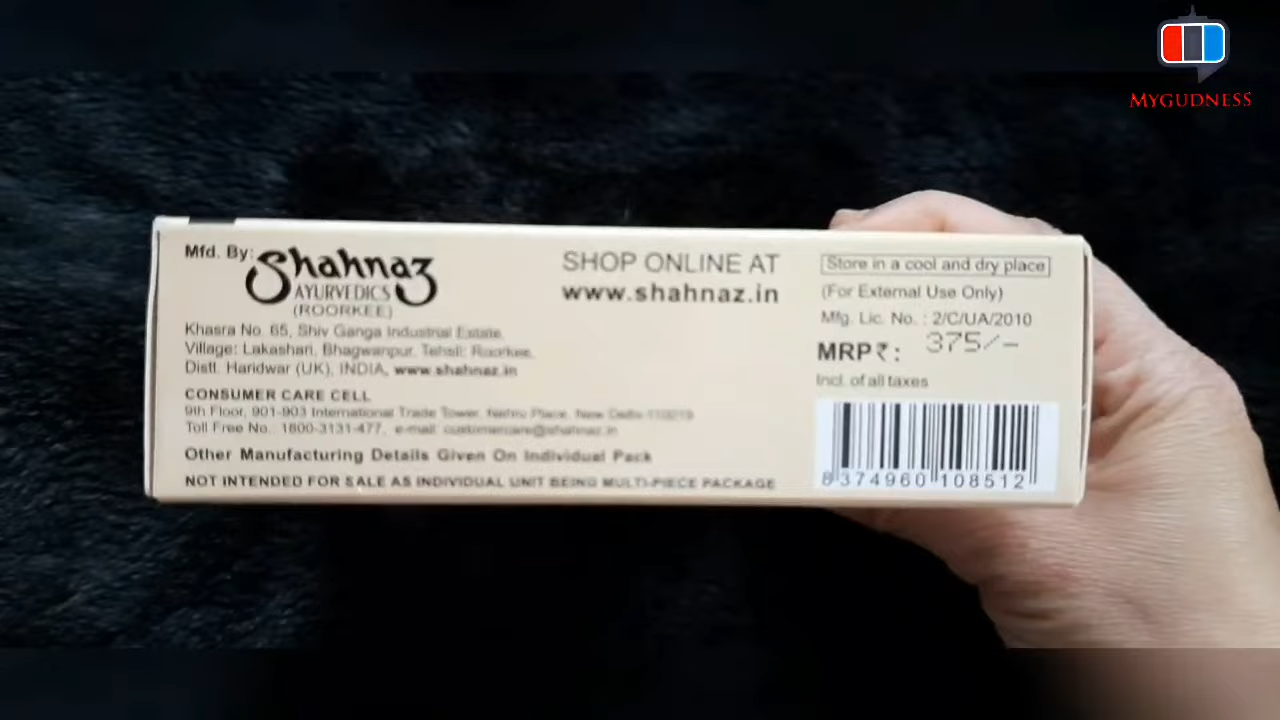 MYGUDNESS
Mfd. By: Shahnaz
AYURVEDICS
(ROORKEE)
Khasra No. 65, Shiv Ganga Industrial Estate
Village: Lakashari, Bhagwanpur, Tehsil: Roorkee,
Distt. Haridwar (UK), INDIA, www.shahnaz.in
CONSUMER CARE CELL
9th Floor, 901-903 International Trade Tower, Nehru Place, New Delhi-110019
Toll Free No. 1800-3131-477, e-mail: customercare@shahnaz.in
Other Manufacturing Details Given On Individual Pack
NOT INTENDED FOR SALE AS INDIVIDUAL UNIT BEING MULTI-PIECE PACKAGE
SHOP ONLINE AT
www.shahnaz.in
Store in a cool and dry place
(For External Use Only)
Mfg. Lic. No. : 2/C/UA/2010
MRP₹: 375/-
Incl. of all taxes
8 374960 108512